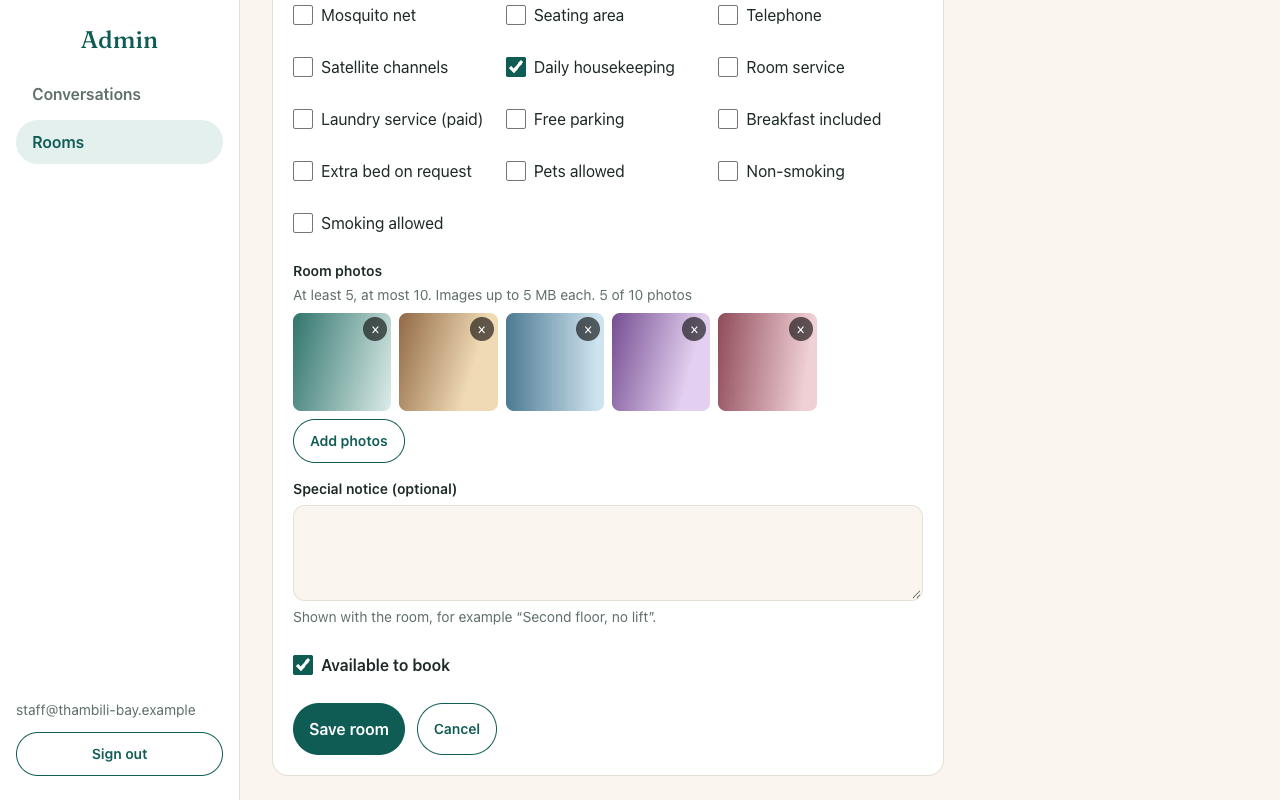 Admin
Conversations
Rooms
staff@thambili-bay.example
Sign out
Mosquito net
Seating area
Telephone
Satellite channels
Daily housekeeping
Room service
Laundry service (paid)
Free parking
Breakfast included
Extra bed on request
Pets allowed
Non-smoking
Smoking allowed
Room photos
At least 5, at most 10. Images up to 5 MB each. 5 of 10 photos
× × × × ×
Add photos
Special notice (optional)
Shown with the room, for example “Second floor, no lift”.
Available to book
Save room
Cancel